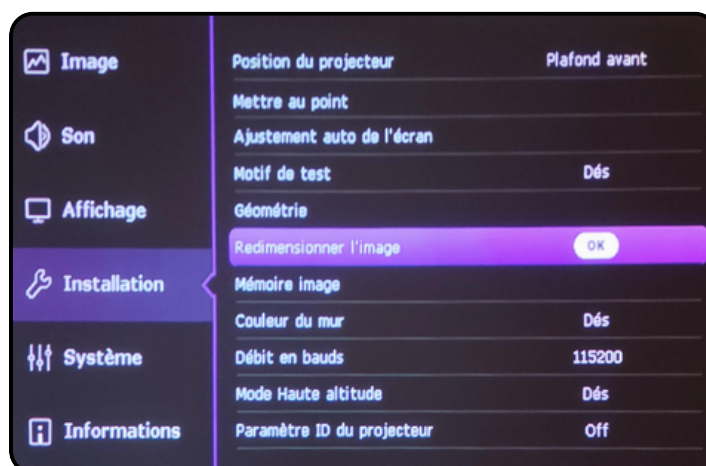 Image
Son
Affichage
Installation
Système
Informations
Position du projecteur Plafond avant
Mettre au point
Ajustement auto de l'écran
Motif de test Dés
Géométrie
Redimensionner l'image OK
Mémoire image
Couleur du mur Dés
Débit en bauds 115200
Mode Haute altitude Dés
Paramètre ID du projecteur Off